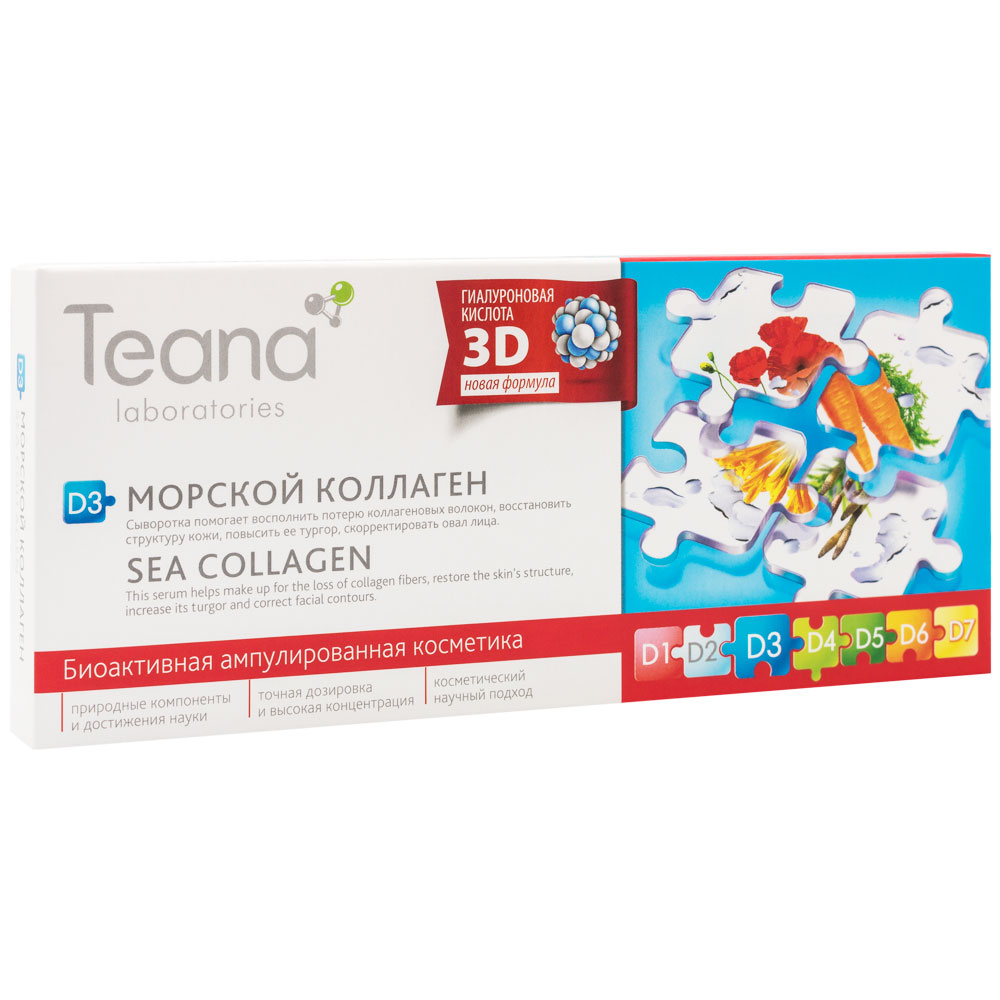 Teana
laboratories
ГИАЛУРОНОВАЯ
КИСЛОТА
3D
новая формула
D3
МОРСКОЙ КОЛЛАГЕН
Сыворотка помогает восполнить потерю коллагеновых волокон, восстановить
структуру кожи, повысить ее тургор, скорректировать овал лица.
SEA COLLAGEN
This serum helps make up for the loss of collagen fibers, restore the skin's structure,
increase its turgor and correct facial contours.
Биоактивная ампулированная косметика
природные компоненты
и достижения науки
точная дозировка
и высокая концентрация
косметический
научный подход
D1 D2 D3 D4 D5 D6 D7
D3
МОРСКОЙ КОЛЛАГЕН